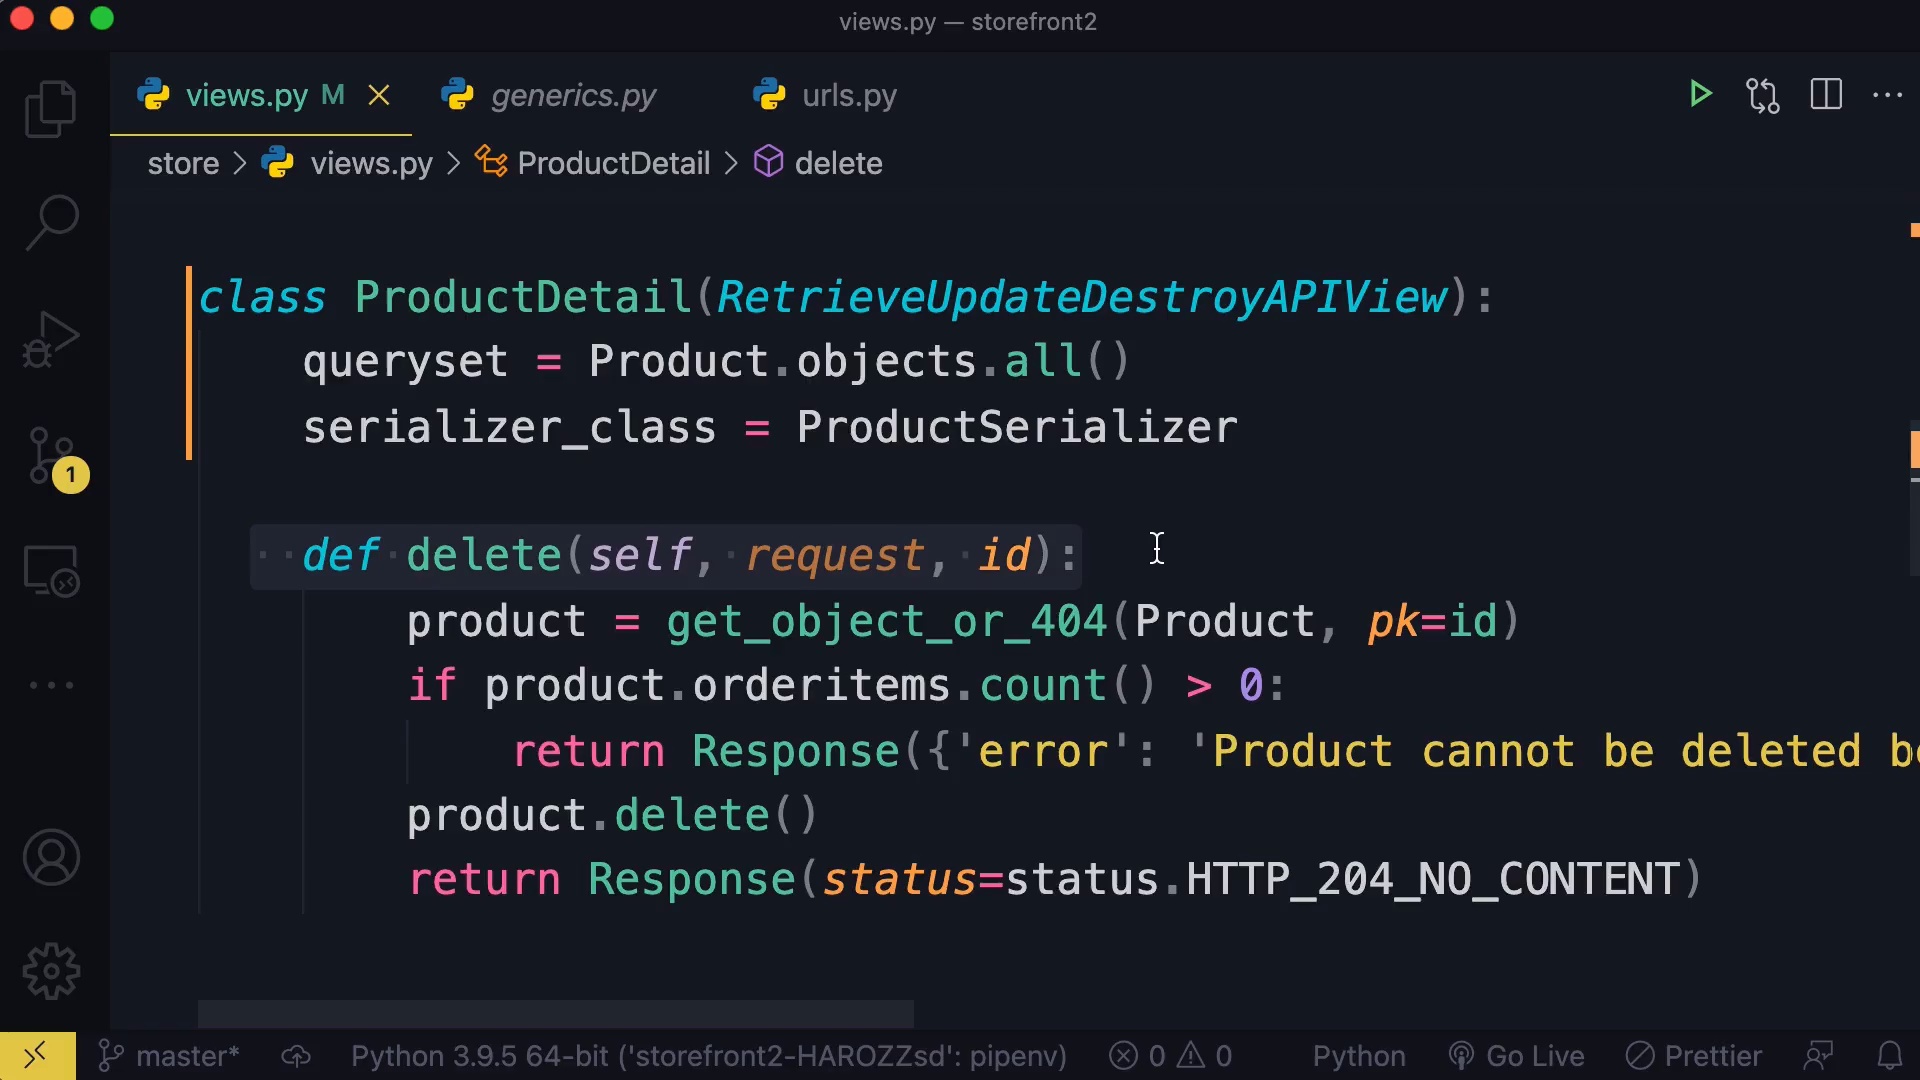 views.py — storefront2
views.py M generics.py urls.py
store > views.py > ProductDetail > delete
class ProductDetail(RetrieveUpdateDestroyAPIView):
queryset = Product.objects.all()
serializer_class = ProductSerializer
def delete(self, request, id):
product = get_object_or_404(Product, pk=id)
if product.orderitems.count() > 0:
return Response({'error': 'Product cannot be deleted
product.delete()
return Response(status=status.HTTP_204_NO_CONTENT)
1
master* Python 3.9.5 64-bit ('storefront2-HAROZZsd': pipenv) 0 0 Python Go Live Prettier